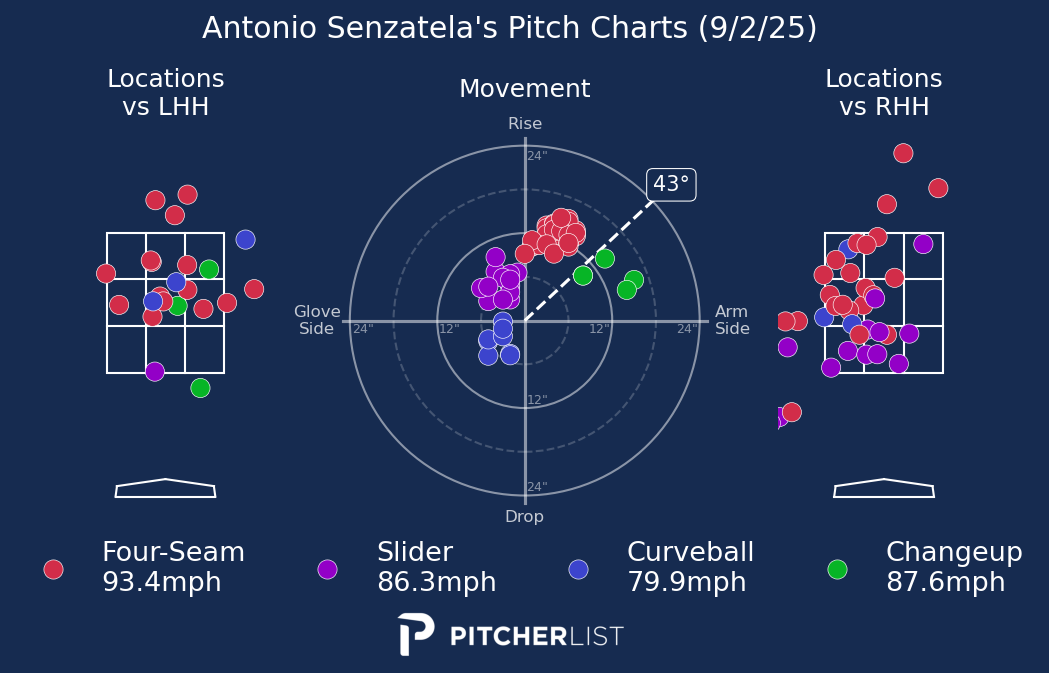 Antonio Senzatela's Pitch Charts (9/2/25)
Locations
vs LHH
Movement
Locations
vs RHH
Rise
24"
43°
Glove
Side
24"
12"
12"
24"
Arm
Side
12"
24"
Drop
Four-Seam
93.4mph
Slider
86.3mph
Curveball
79.9mph
Changeup
87.6mph
PITCHERLIST